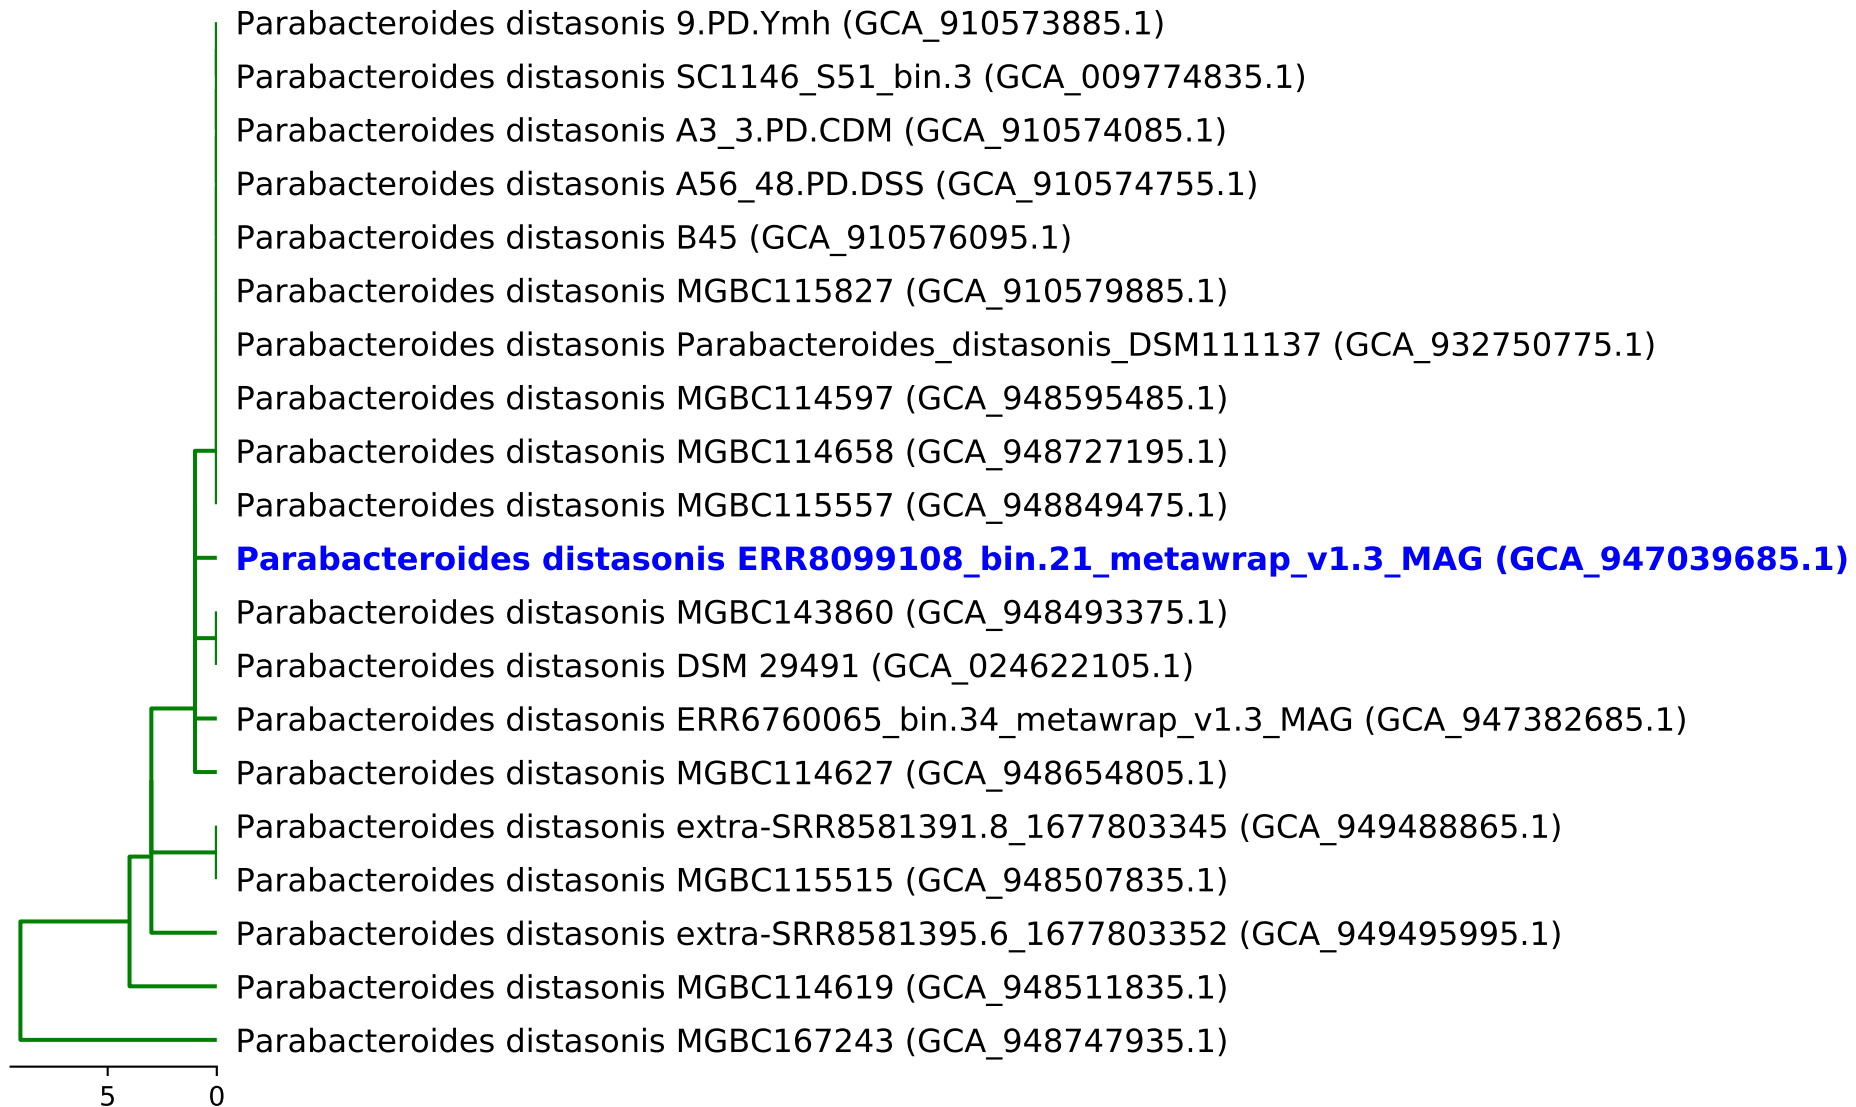 Parabacteroides distasonis 9.PD.Ymh (GCA_910573885.1)
Parabacteroides distasonis SC1146_S51_bin.3 (GCA_009774835.1)
Parabacteroides distasonis A3_3.PD.CDM (GCA_910574085.1)
Parabacteroides distasonis A56_48.PD.DSS (GCA_910574755.1)
Parabacteroides distasonis B45 (GCA_910576095.1)
Parabacteroides distasonis MGBC115827 (GCA_910579885.1)
Parabacteroides distasonis Parabacteroides_distasonis_DSM111137 (GCA_932750775.1)
Parabacteroides distasonis MGBC114597 (GCA_948595485.1)
Parabacteroides distasonis MGBC114658 (GCA_948727195.1)
Parabacteroides distasonis MGBC115557 (GCA_948849475.1)
Parabacteroides distasonis ERR8099108_bin.21_metawrap_v1.3_MAG (GCA_947039685.1)
Parabacteroides distasonis MGBC143860 (GCA_948493375.1)
Parabacteroides distasonis DSM 29491 (GCA_024622105.1)
Parabacteroides distasonis ERR6760065_bin.34_metawrap_v1.3_MAG (GCA_947382685.1)
Parabacteroides distasonis MGBC114627 (GCA_948654805.1)
Parabacteroides distasonis extra-SRR8581391.8_1677803345 (GCA_949488865.1)
Parabacteroides distasonis MGBC115515 (GCA_948507835.1)
Parabacteroides distasonis extra-SRR8581395.6_1677803352 (GCA_949495995.1)
Parabacteroides distasonis MGBC114619 (GCA_948511835.1)
Parabacteroides distasonis MGBC167243 (GCA_948747935.1)
5 0